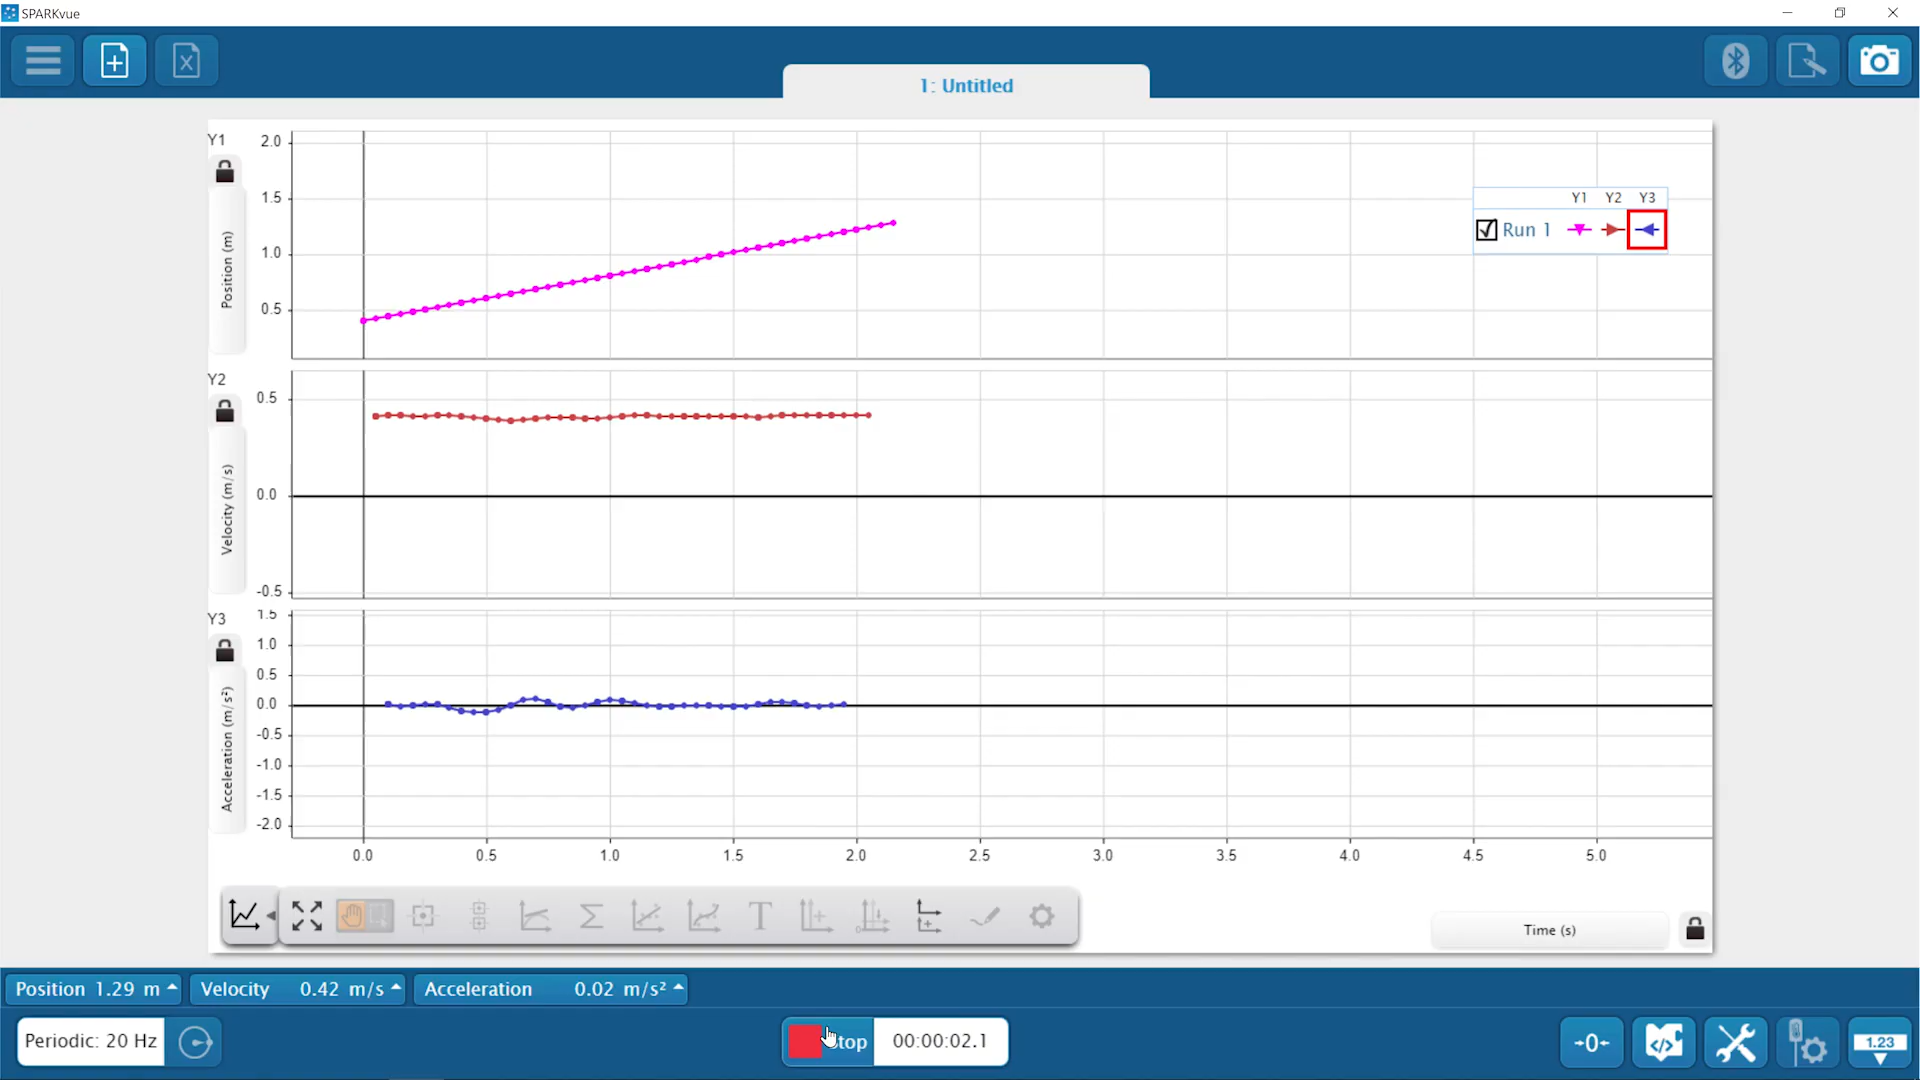 SPARKvue
1: Untitled
Y1
2.0
1.5
1.0
0.5
Position (m)
Y1 Y2 Y3
Run 1
Y2
0.5
0.0
-0.5
Velocity (m/s)
Y3
1.5
1.0
0.5
0.0
-0.5
-1.0
-1.5
-2.0
Acceleration (m/s²)
0.0 0.5 1.0 1.5 2.0 2.5 3.0 3.5 4.0 4.5 5.0
T
Time (s)
Position 1.29 m Velocity 0.42 m/s Acceleration 0.02 m/s²
Periodic: 20 Hz
00:00:02.1
-0-
1.23